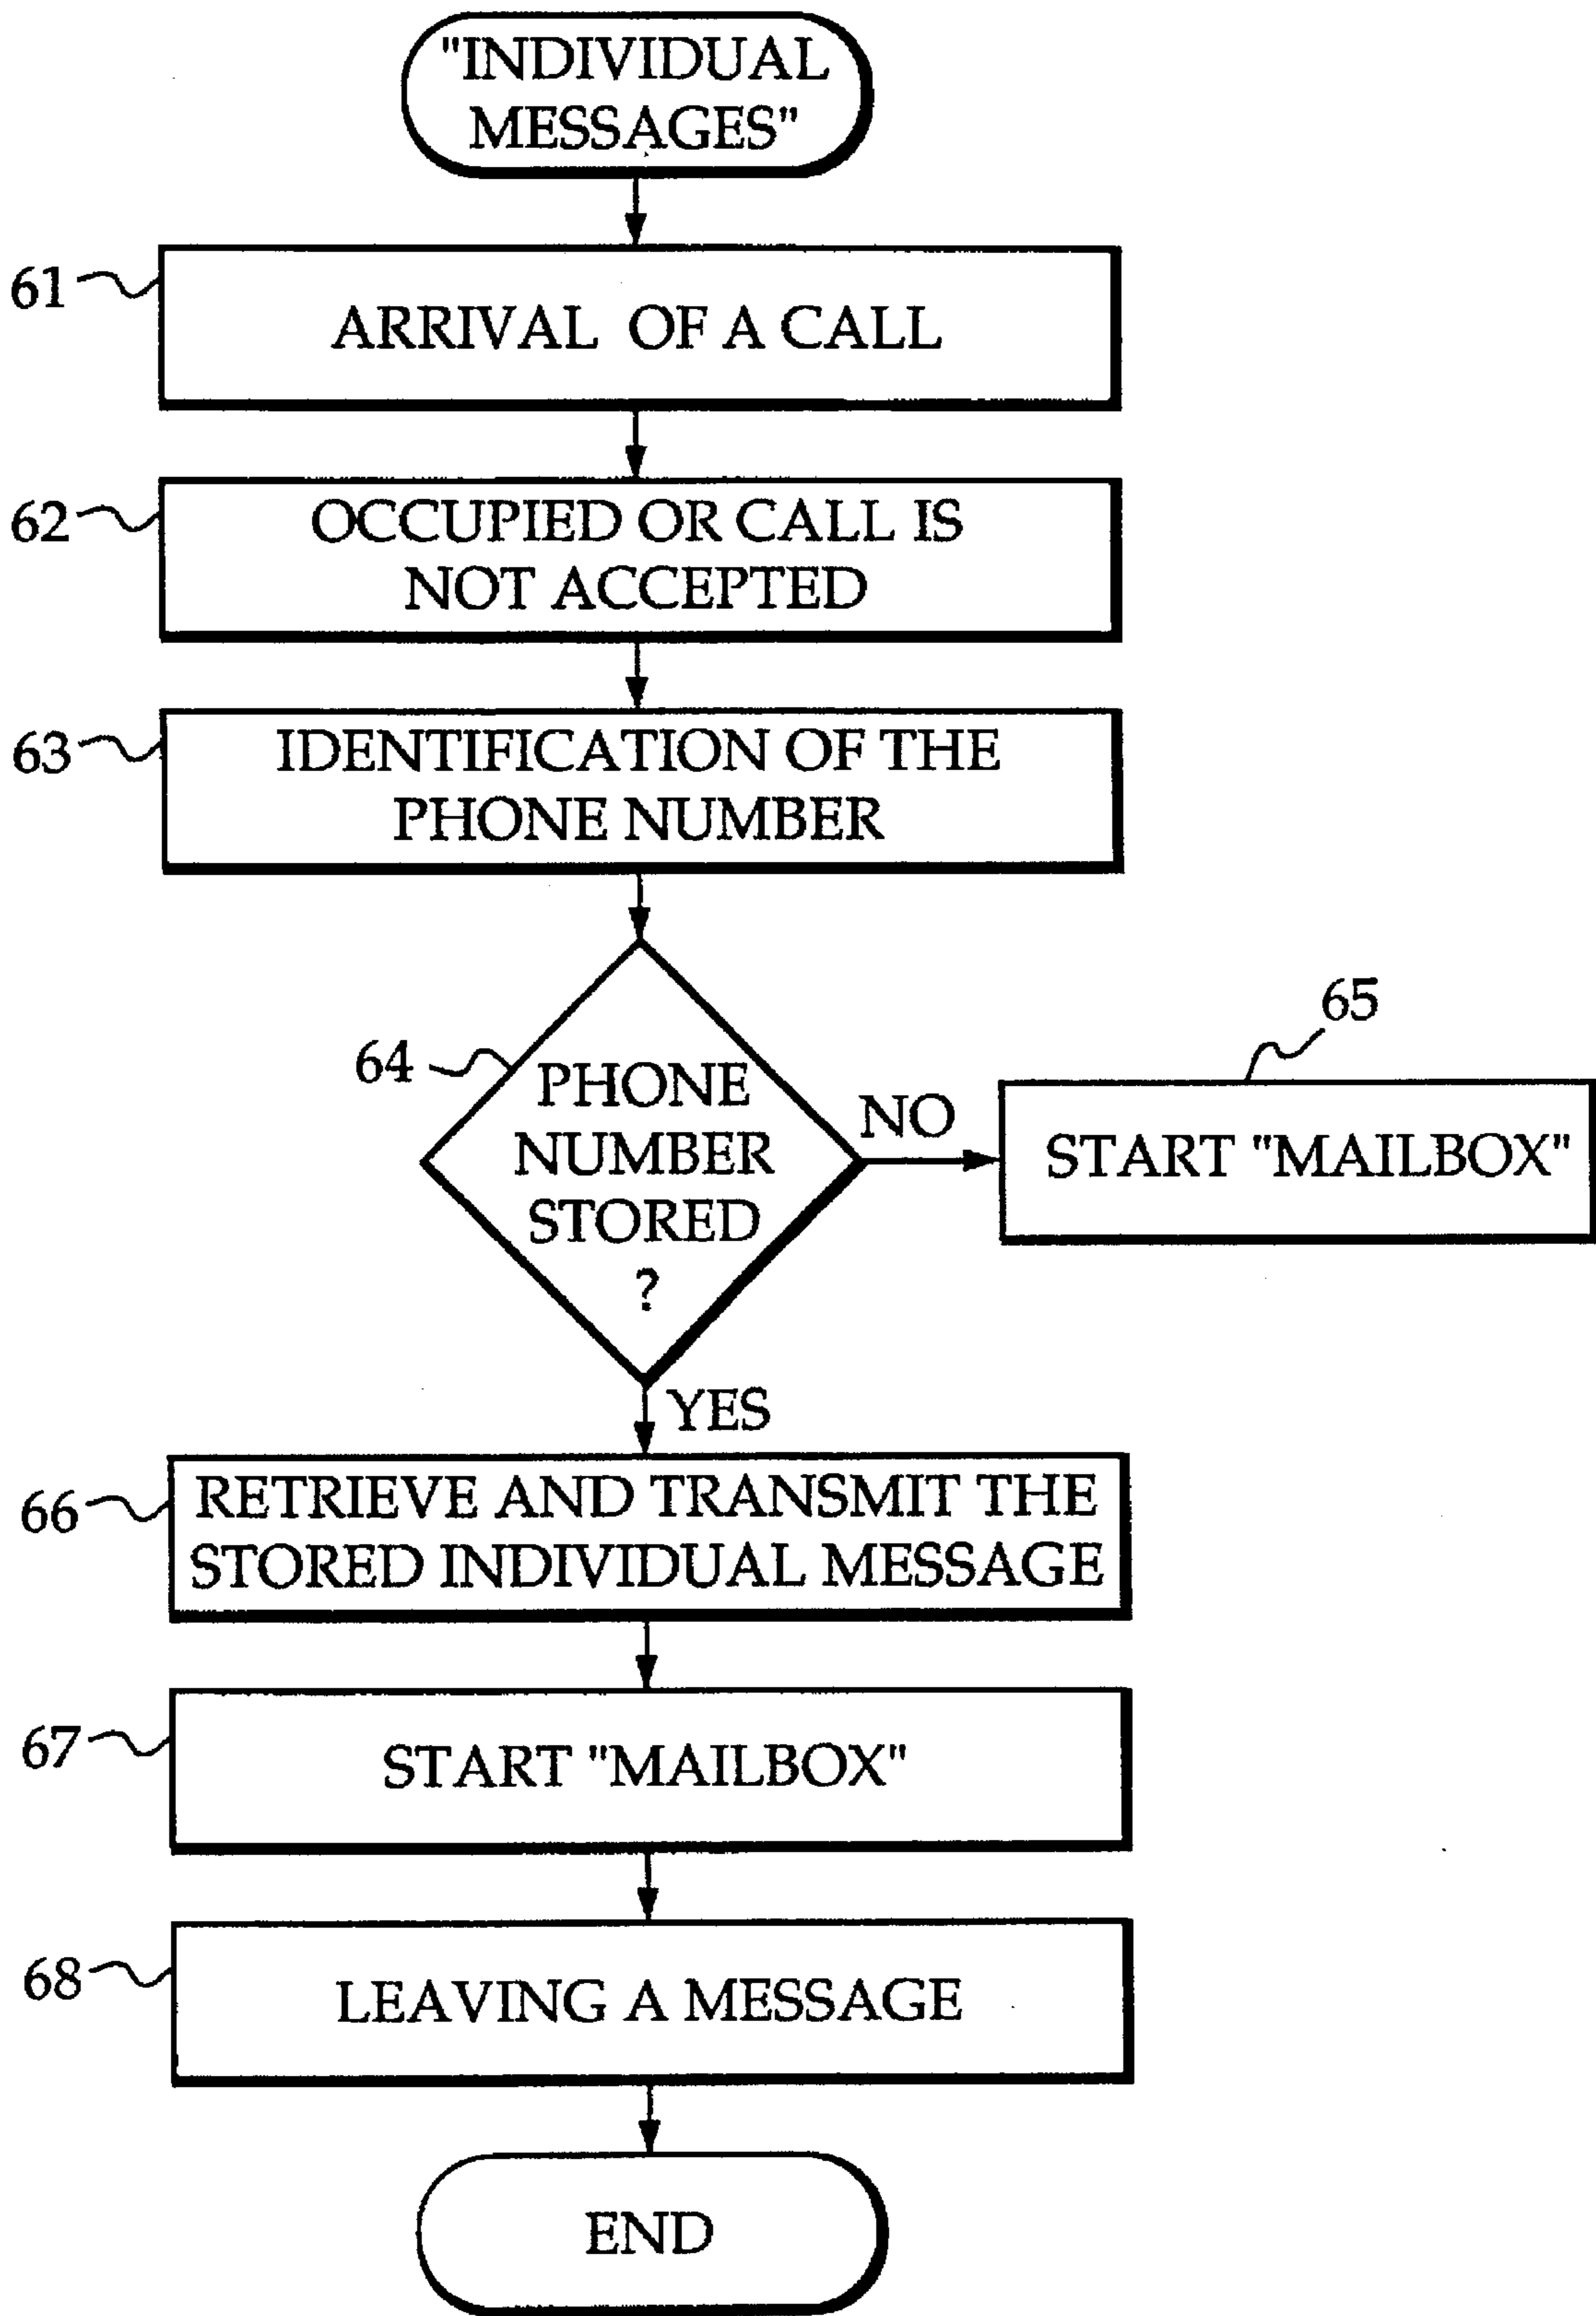 "INDIVIDUAL
MESSAGES"
61
ARRIVAL OF A CALL
62
OCCUPIED OR CALL IS
NOT ACCEPTED
63
IDENTIFICATION OF THE
PHONE NUMBER
64
PHONE
NUMBER
STORED
?
NO
65
START "MAILBOX"
YES
66
RETRIEVE AND TRANSMIT THE
STORED INDIVIDUAL MESSAGE
67
START "MAILBOX"
68
LEAVING A MESSAGE
END